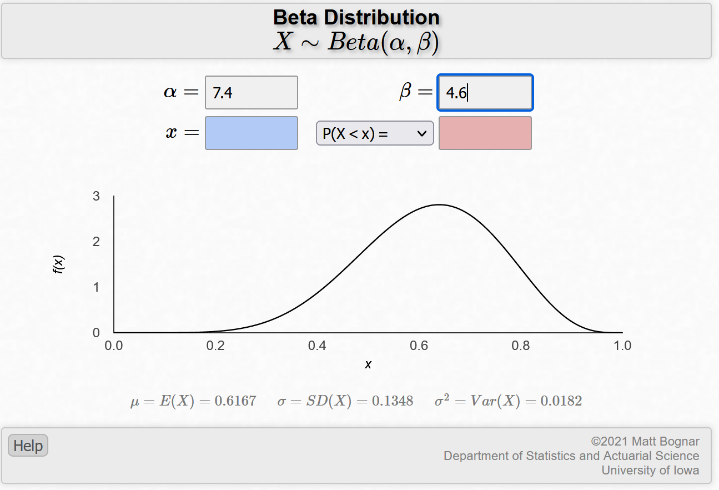 Beta Distribution
X ∼ Beta(α, β)
α = 7.4 β = 4.6
x = P(X < x) =
3
2
1
0
f(x)
0.0 0.2 0.4 0.6 0.8 1.0
x
μ = E(X) = 0.6167 σ = SD(X) = 0.1348 σ² = Var(X) = 0.0182
Help
©2021 Matt Bognar
Department of Statistics and Actuarial Science
University of Iowa